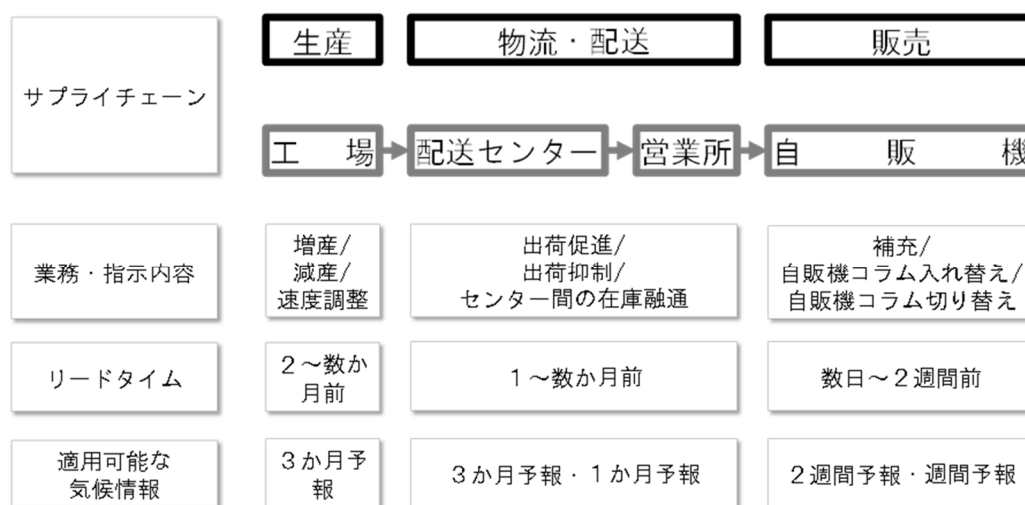 サプライチェーン
生産
物流・配送
販売
工場
配送センター
営業所
自販機
業務・指示内容
増産/
減産/
速度調整
出荷促進/
出荷抑制/
センター間の在庫融通
補充/
自販機コラム入れ替え/
自販機コラム切り替え
リードタイム
2～数か
月前
1～数か月前
数日～2週間前
適用可能な
気候情報
3か月予
報
3か月予報・1か月予報
2週間予報・週間予報